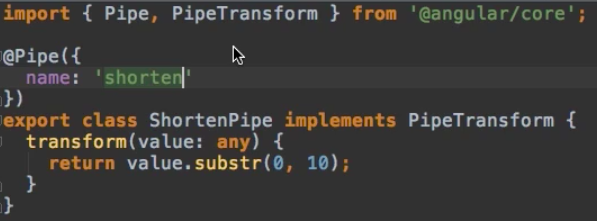 import { Pipe, PipeTransform } from '@angular/core';
@Pipe({
name: 'shorten'
})
export class ShortenPipe implements PipeTransform {
transform(value: any) {
return value.substr(0, 10);
}
}